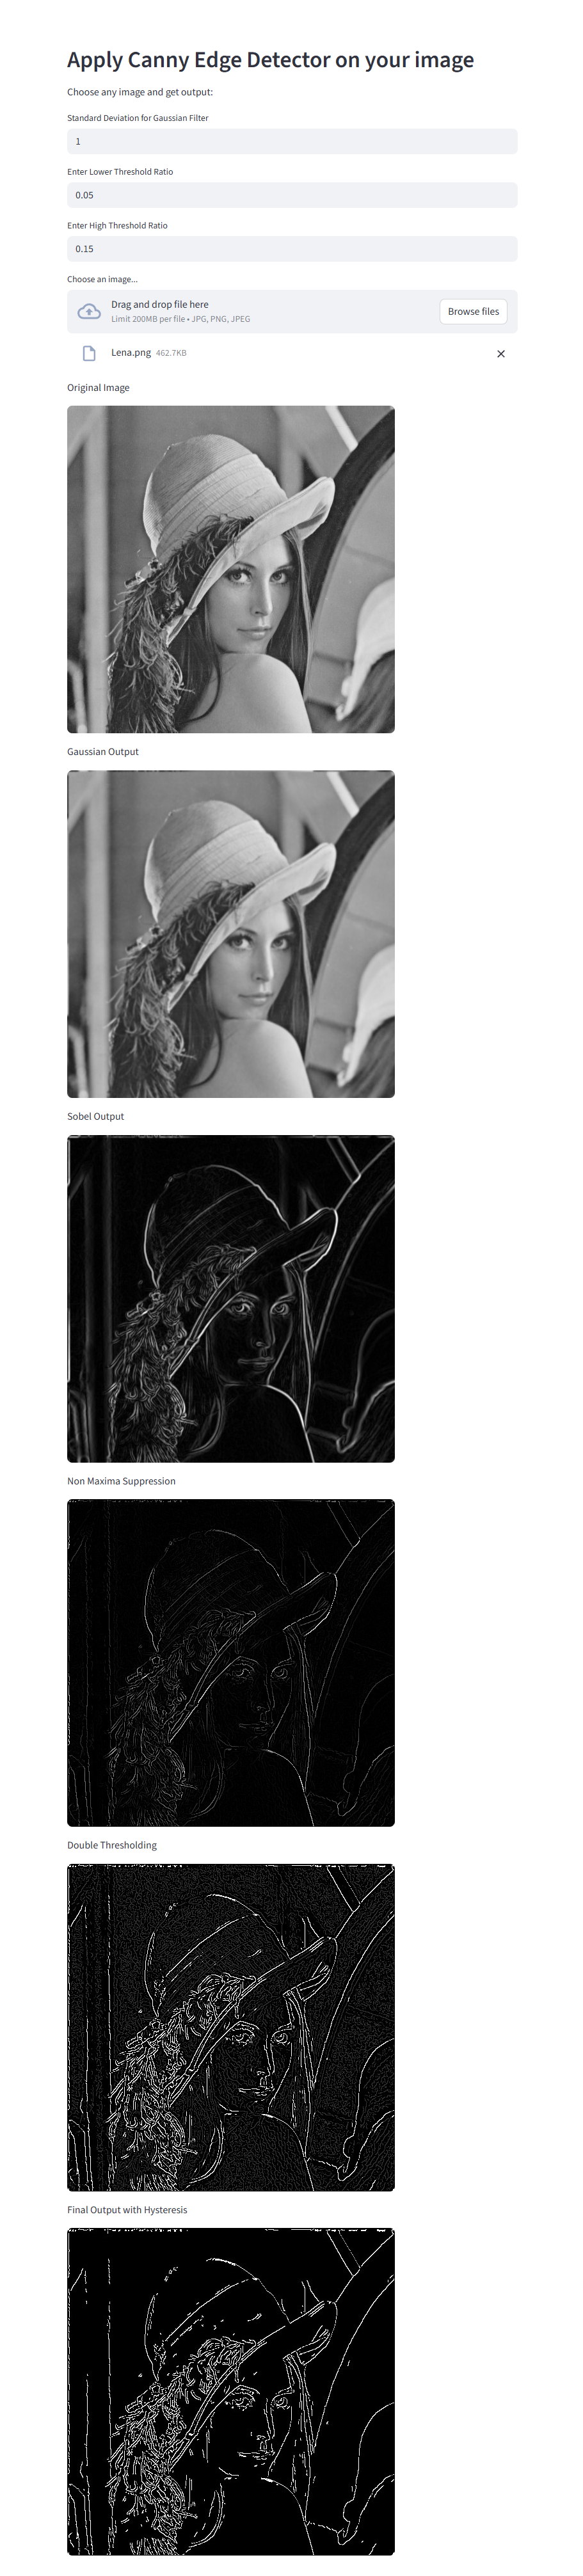 Apply Canny Edge Detector on your image
Choose any image and get output:
Standard Deviation for Gaussian Filter
1
Enter Lower Threshold Ratio
0.05
Enter High Threshold Ratio
0.15
Choose an image...
Drag and drop file here
Limit 200MB per file • JPG, PNG, JPEG
Browse files
Lena.png 462.7KB
Original Image
Gaussian Output
Sobel Output
Non Maxima Suppression
Double Thresholding
Final Output with Hysteresis